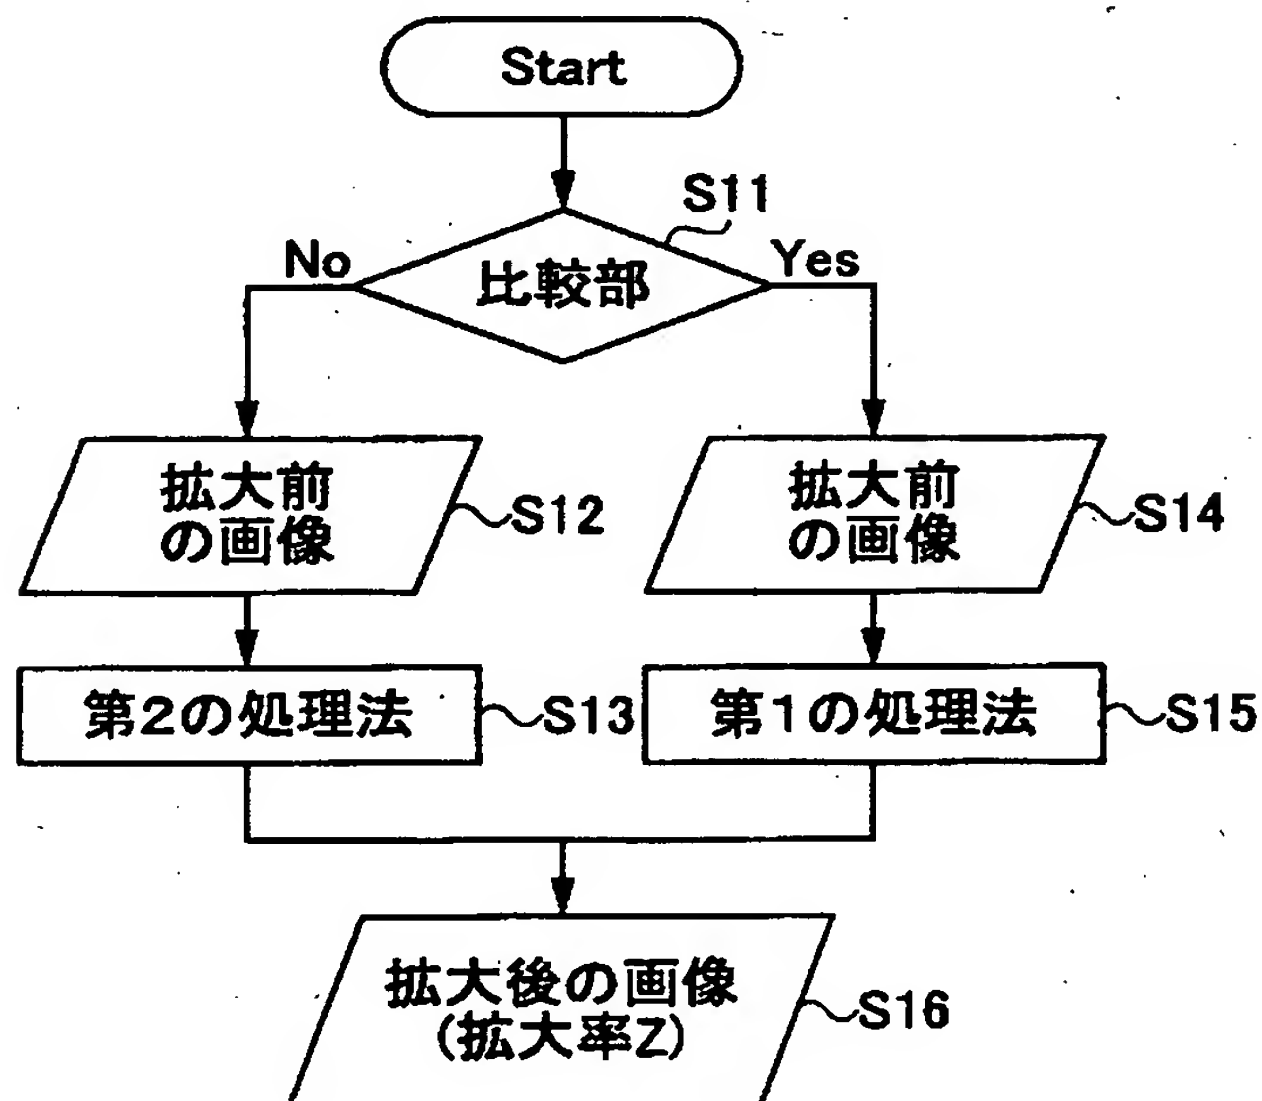 Start
S11
No
Yes
比較部
拡大前
の画像
S12
拡大前
の画像
S14
第2の処理法
S13
第1の処理法
S15
拡大後の画像
(拡大率Z)
S16